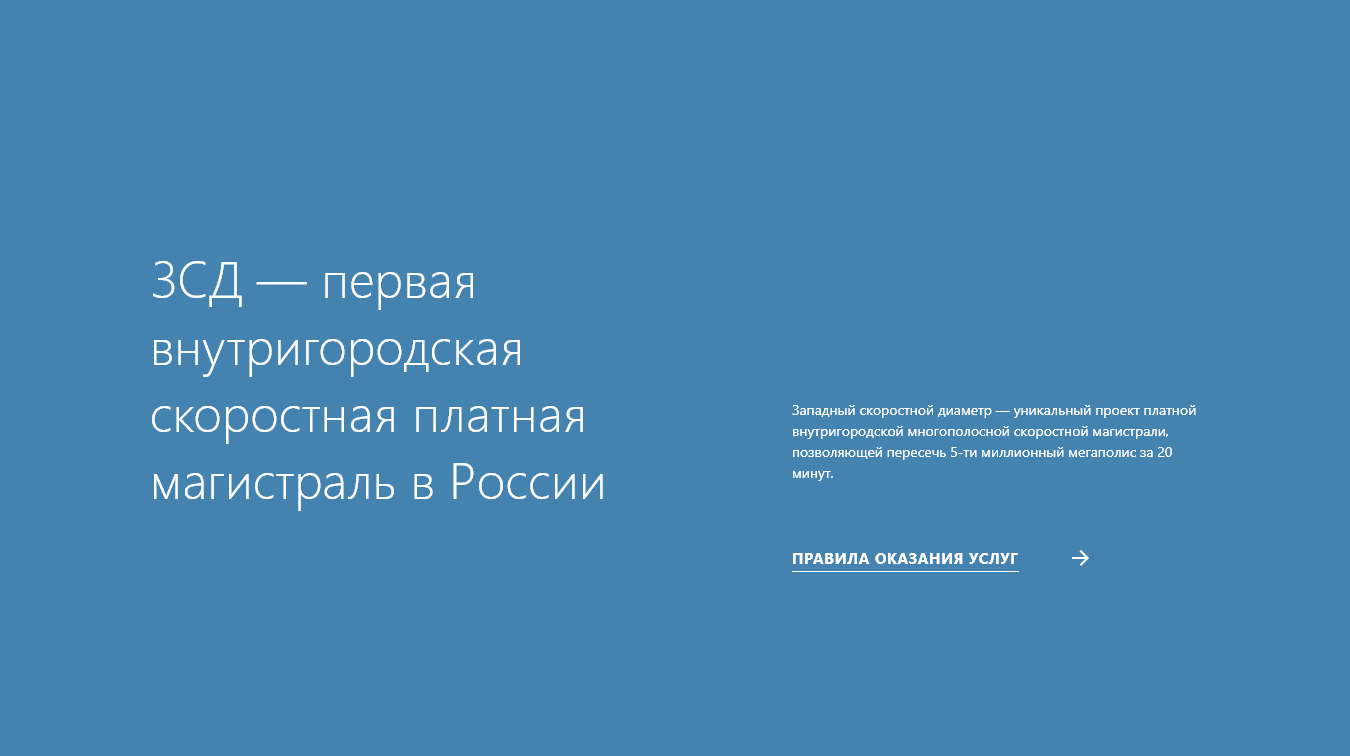 ЗСД — первая
внутригородская
скоростная платная
магистраль в России
Западный скоростной диаметр — уникальный проект платной
внутригородской многополосной скоростной магистрали,
позволяющей пересечь 5-ти миллионный мегаполис за 20
минут.
ПРАВИЛА ОКАЗАНИЯ УСЛУГ